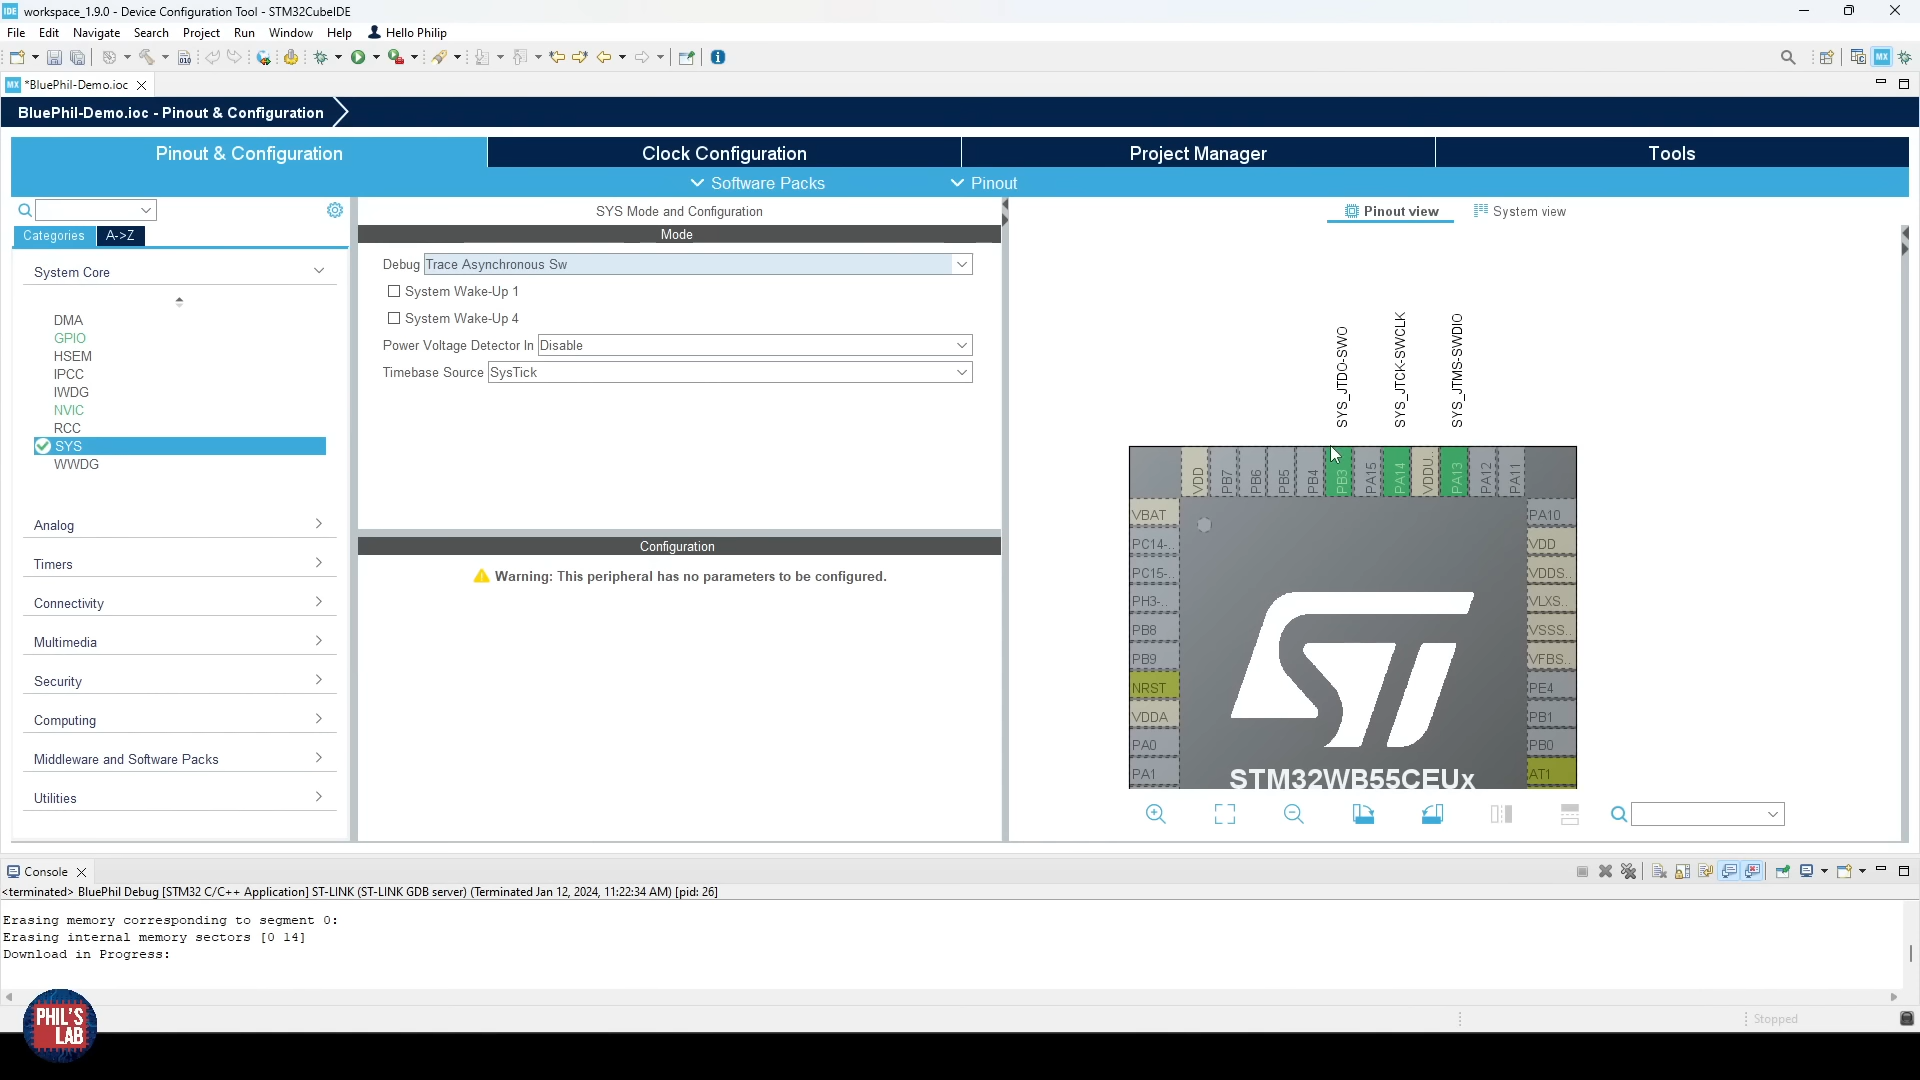 IDE workspace_1.9.0 - Device Configuration Tool - STM32CubeIDE
File Edit Navigate Search Project Run Window Help Hello Philip
MX *BluePhil-Demo.ioc
BluePhil-Demo.ioc - Pinout & Configuration
Pinout & Configuration
Clock Configuration
Project Manager
Tools
Software Packs
Pinout
Categories
A->Z
System Core
DMA
GPIO
HSEM
IPCC
IWDG
NVIC
RCC
SYS
WWDG
Analog
Timers
Connectivity
Multimedia
Security
Computing
Middleware and Software Packs
Utilities
SYS Mode and Configuration
Mode
Debug Trace Asynchronous Sw
System Wake-Up 1
System Wake-Up 4
Power Voltage Detector In Disable
Timebase Source SysTick
Configuration
Warning: This peripheral has no parameters to be configured.
Pinout view
System view
SYS_JTDO-SWO
SYS_JTCK-SWCLK
SYS_JTMS-SWDIO
VDD
PB7
PB6
PB5
PB4
PB3
PA15
PA14
VDDU..
PA13
PA12
PA11
VBAT
PC14-..
PC15-..
PH3-..
PB8
PB9
NRST
VDDA
PA0
PA1
PA10
VDD
VDDS..
VLXS..
VSSS..
VFBS..
PE4
PB1
PB0
AT1
STM32WB55CEUx
Console
<terminated> BluePhil Debug [STM32 C/C++ Application] ST-LINK (ST-LINK GDB server) (Terminated Jan 12, 2024, 11:22:34 AM) [pid: 26]
Erasing memory corresponding to segment 0:
Erasing internal memory sectors [0 14]
Download in Progress:
Stopped
PHIL'S
LAB